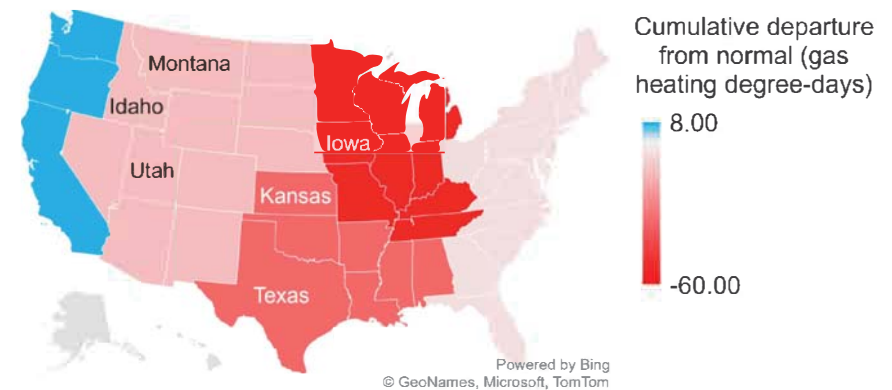 Cumulative departure
from normal (gas
heating degree-days)
8.00
-60.00
Montana
Idaho
Iowa
Utah
Kansas
Texas
Powered by Bing
© GeoNames, Microsoft, TomTom